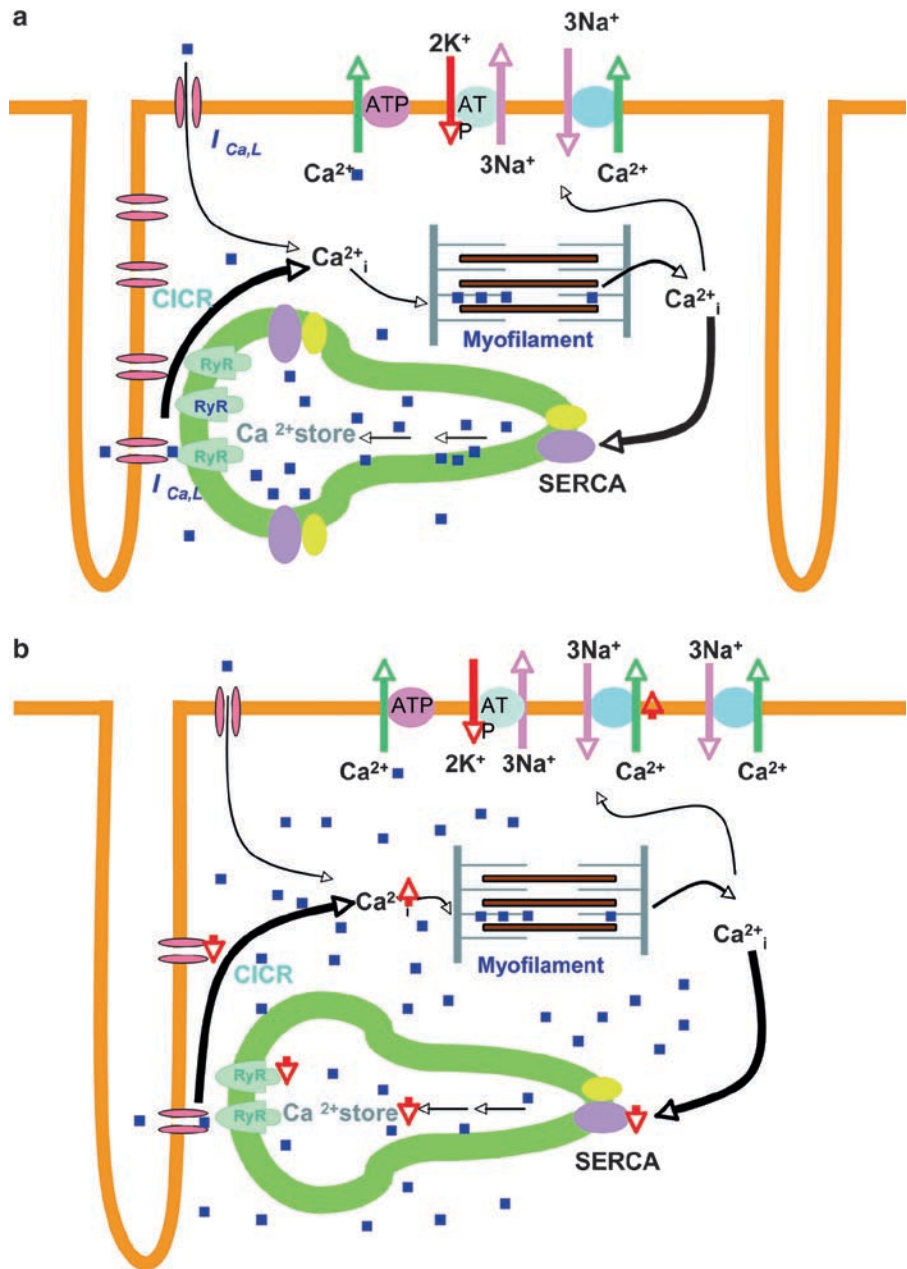 a
3Na⁺
2K⁺
ATP
AT
P
I Ca,L
Ca²⁺
3Na⁺
Ca²⁺
Ca²⁺i
CICR
Ca²⁺i
Myofilament
RyR
RyR
Ca ²⁺store
RyR
SERCA
I Ca,L
b
3Na⁺
3Na⁺
ATP
AT
P
Ca²⁺
2K⁺
3Na⁺
Ca²⁺
Ca²⁺
Ca²⁺i
Ca²⁺i
CICR
Myofilament
RyR
RyR
Ca ²⁺store
SERCA